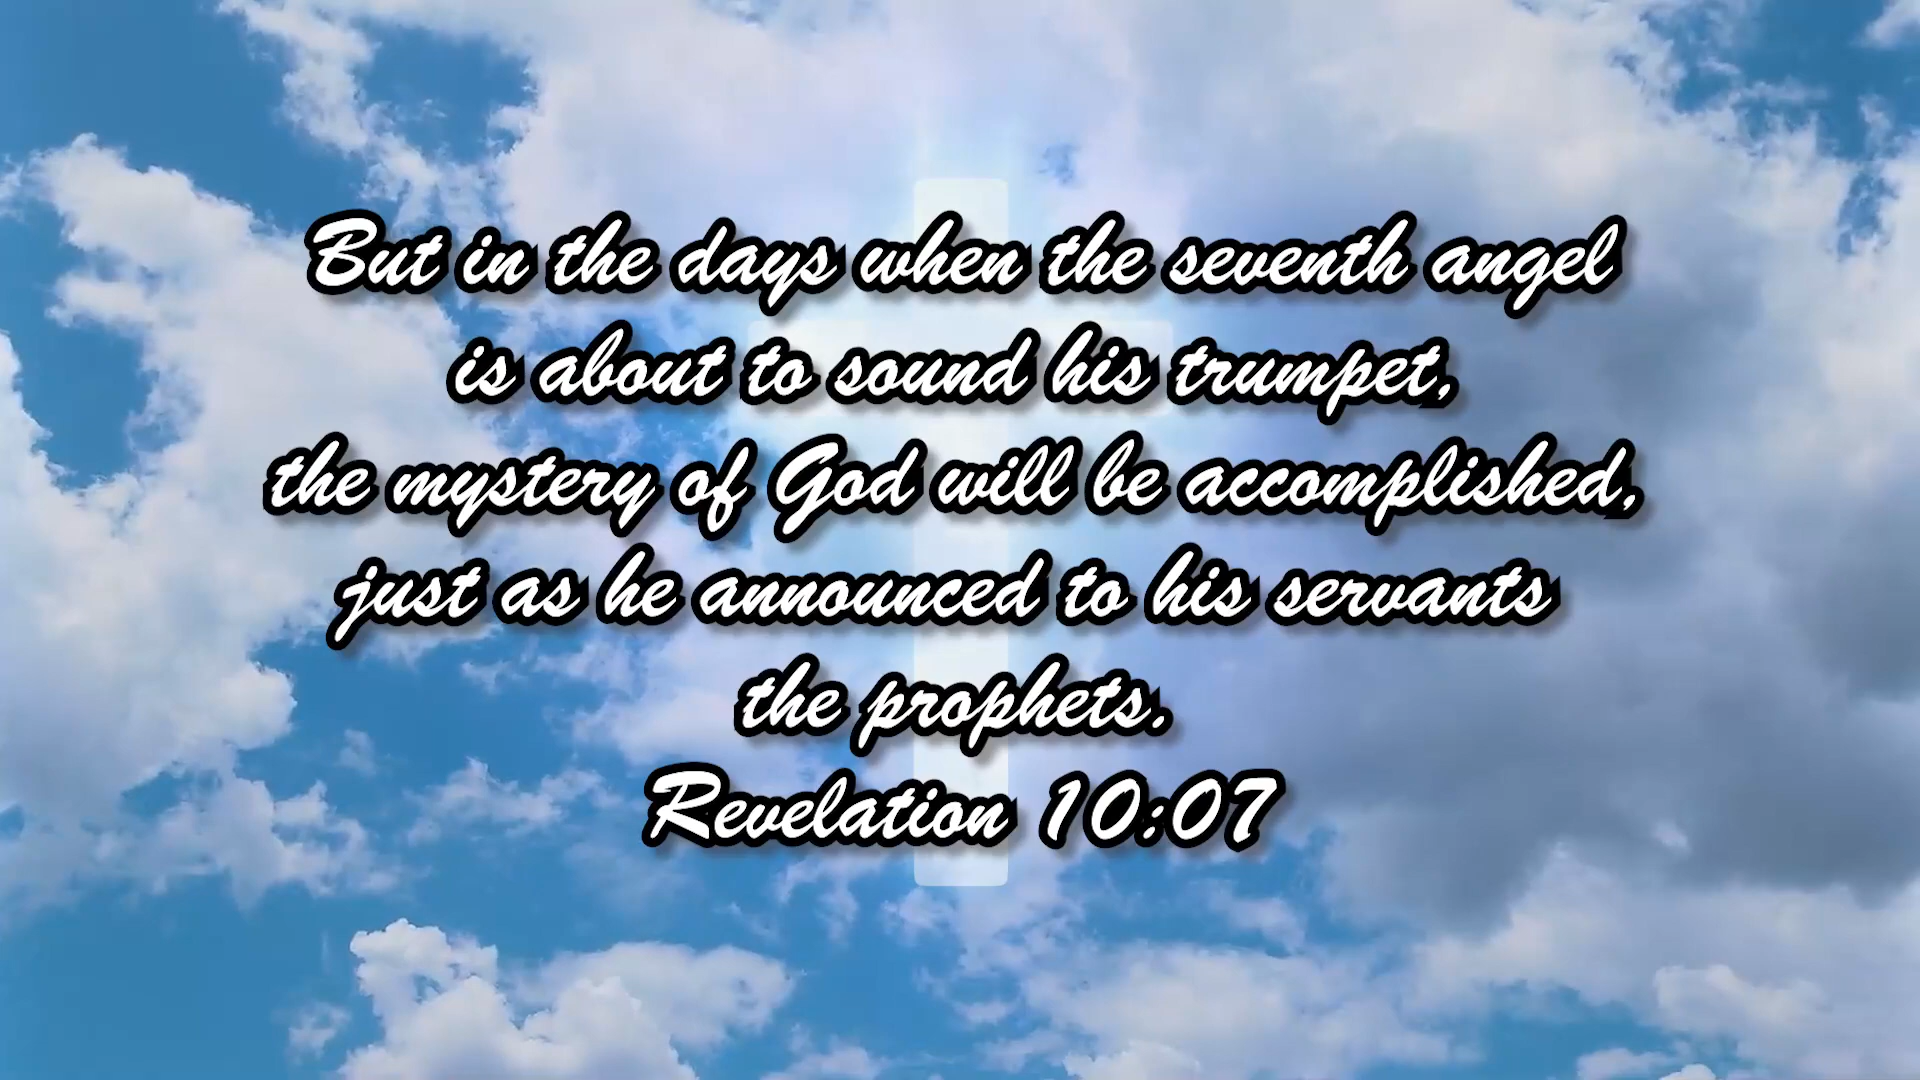 But in the days when the seventh angel
is about to sound his trumpet,
the mystery of God will be accomplished,
just as he announced to his servants
the prophets.
Revelation 10:07